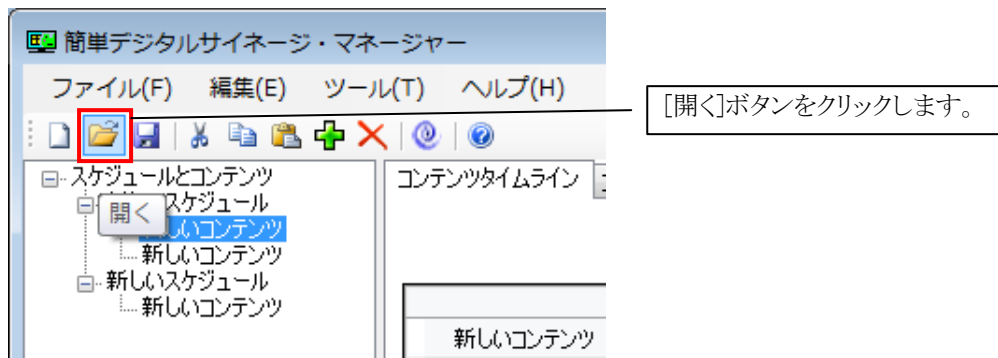 簡単デジタルサイネージ・マネージャー
ファイル(F) 編集(E) ツール(T) ヘルプ(H)
[開く]ボタンをクリックします。
スケジュールとコンテンツ
コンテンツタイムライン
スケジュール
開く
いコンテンツ
新しいコンテンツ
新しいスケジュール
新しいコンテンツ
新しいコンテンツ